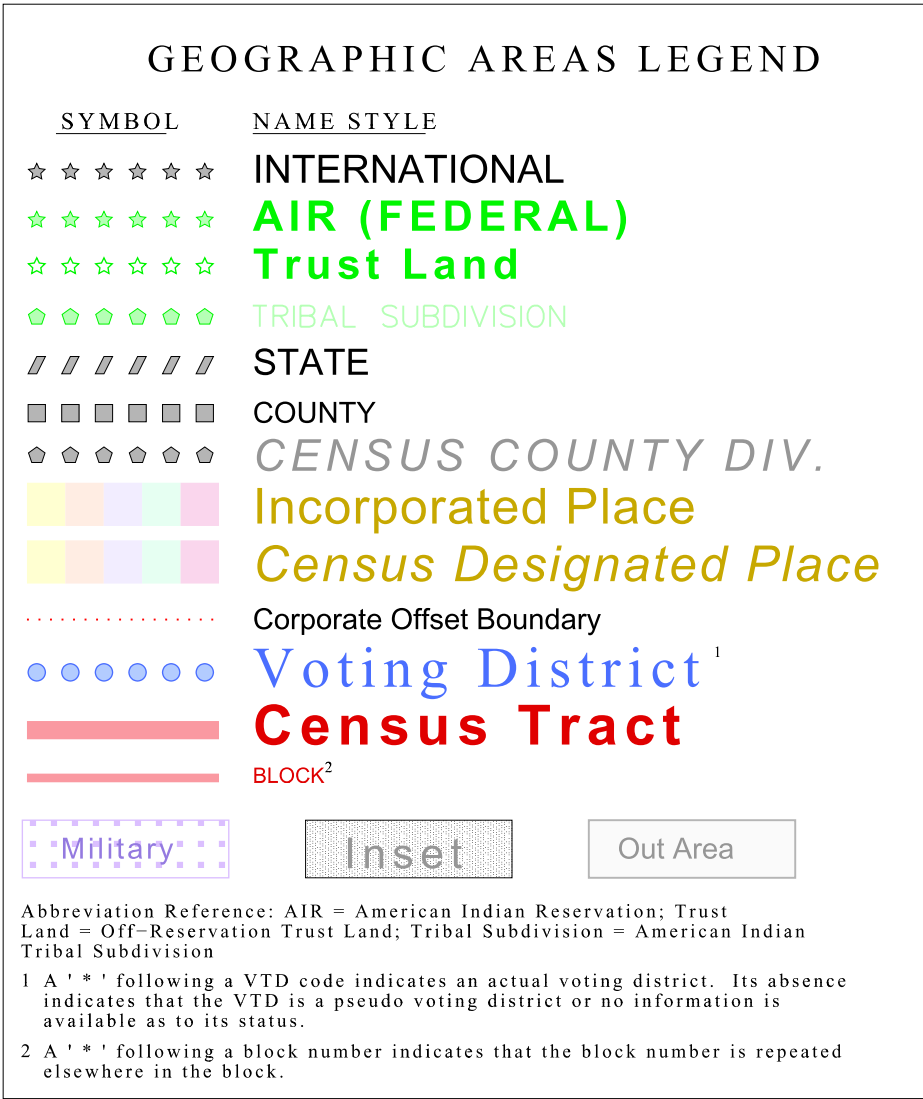 GEOGRAPHIC AREAS LEGEND
SYMBOL NAME STYLE
INTERNATIONAL
AIR (FEDERAL)
Trust Land
TRIBAL SUBDIVISION
STATE
COUNTY
CENSUS COUNTY DIV.
Incorporated Place
Census Designated Place
Corporate Offset Boundary
Voting District 1
Census Tract
BLOCK2
Military Inset Out Area
Abbreviation Reference: AIR = American Indian Reservation; Trust
Land = Off−Reservation Trust Land; Tribal Subdivision = American Indian
Tribal Subdivision
1 A ' * ' following a VTD code indicates an actual voting district. Its absence
indicates that the VTD is a pseudo voting district or no information is
available as to its status.
2 A ' * ' following a block number indicates that the block number is repeated
elsewhere in the block.